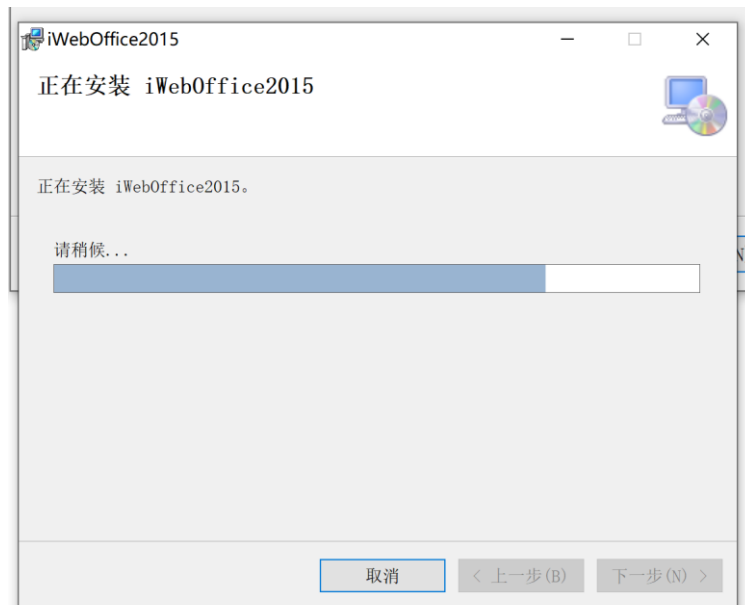 iWebOffice2015
正在安装 iWebOffice2015
正在安装 iWebOffice2015。
请稍候...
取消
< 上一步(B)
下一步(N) >